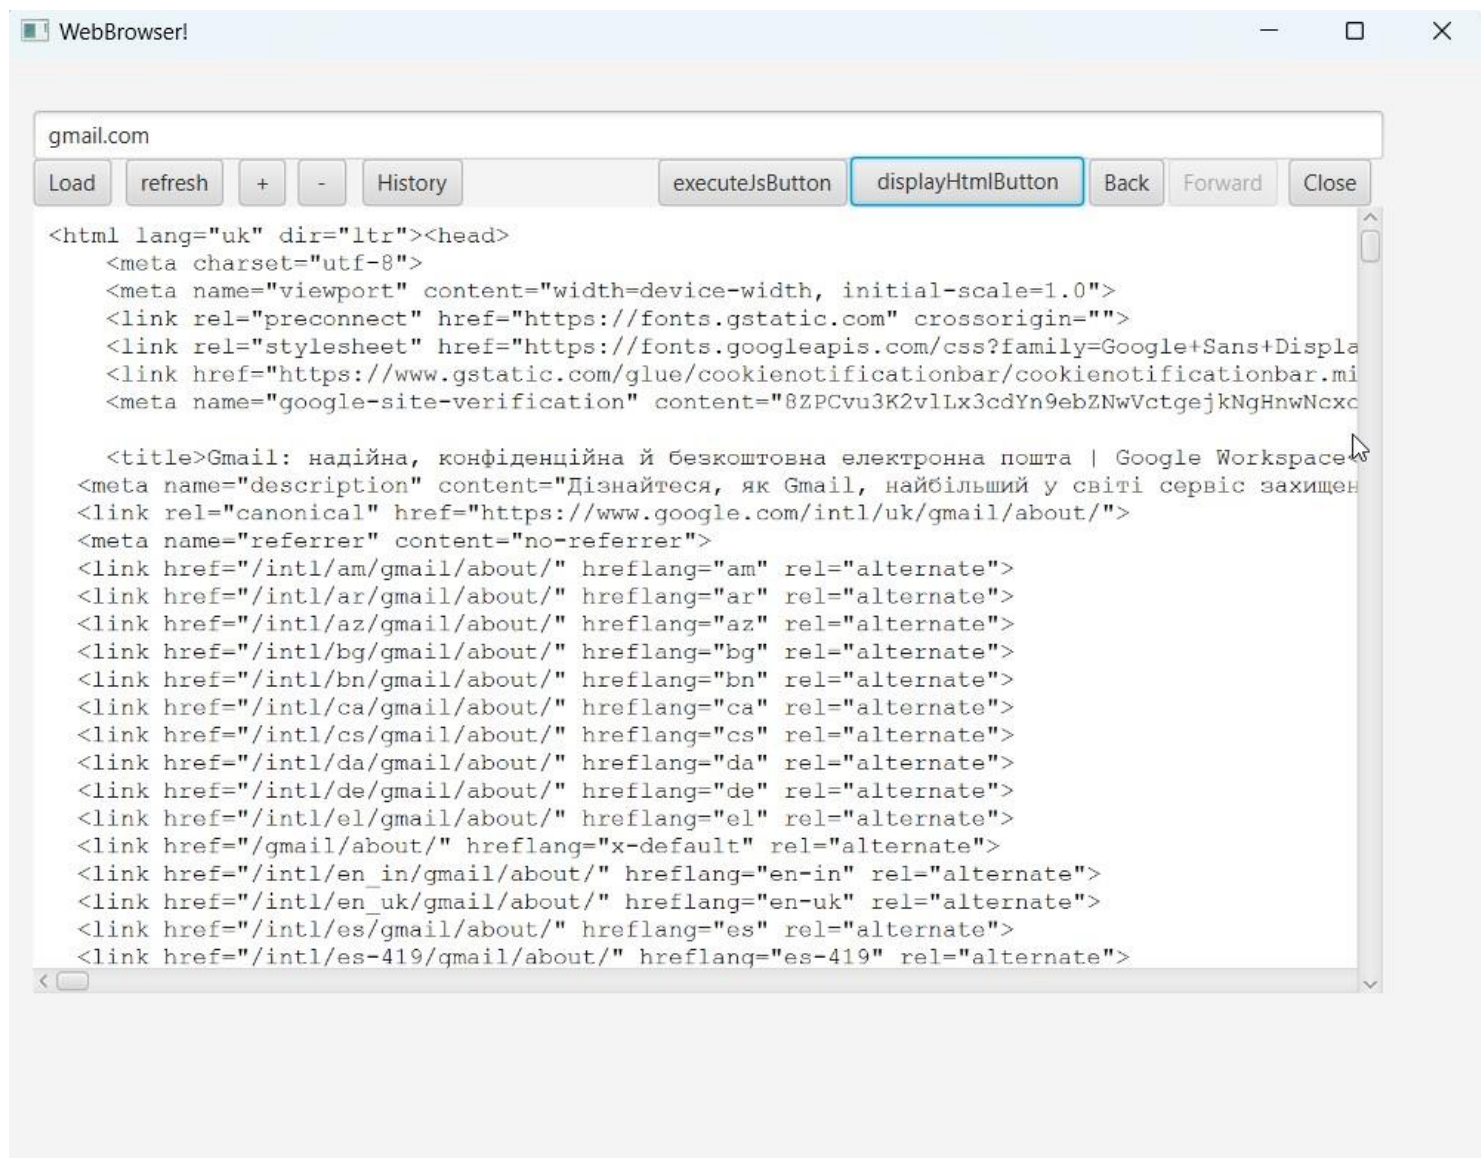 WebBrowser!
gmail.com
Load refresh + - History executeJsButton displayHtmlButton Back Forward Close
<html lang="uk" dir="ltr"><head>
<meta charset="utf-8">
<meta name="viewport" content="width=device-width, initial-scale=1.0">
<link rel="preconnect" href="https://fonts.gstatic.com" crossorigin="">
<link rel="stylesheet" href="https://fonts.googleapis.com/css?family=Google+Sans+Displa
<link href="https://www.gstatic.com/glue/cookienotificationbar/cookienotificationbar.mi
<meta name="google-site-verification"
<title>Gmail: надійна, конфіденційна й безкоштовна електронна пошта | Google Workspace<
<meta name="description" content="Дізнайтеся, як Gmail, найбільший у світі сервіс захищен
<link rel="canonical" href="https://www.google.com/intl/uk/gmail/about/">
<meta name="referrer" content="no-referrer">
<link href="/intl/am/gmail/about/" hreflang="am" rel="alternate">
<link href="/intl/ar/gmail/about/" hreflang="ar" rel="alternate">
<link href="/intl/az/gmail/about/" hreflang="az" rel="alternate">
<link href="/intl/bg/gmail/about/" hreflang="bg" rel="alternate">
<link href="/intl/bn/gmail/about/" hreflang="bn" rel="alternate">
<link href="/intl/ca/gmail/about/" hreflang="ca" rel="alternate">
<link href="/intl/cs/gmail/about/" hreflang="cs" rel="alternate">
<link href="/intl/da/gmail/about/" hreflang="da" rel="alternate">
<link href="/intl/de/gmail/about/" hreflang="de" rel="alternate">
<link href="/intl/el/gmail/about/" hreflang="el" rel="alternate">
<link href="/gmail/about/" hreflang="x-default" rel="alternate">
<link href="/intl/en_in/gmail/about/" hreflang="en-in" rel="alternate">
<link href="/intl/en_uk/gmail/about/" hreflang="en-uk" rel="alternate">
<link href="/intl/es/gmail/about/" hreflang="es" rel="alternate">
<link href="/intl/es-419/gmail/about/" hreflang="es-419" rel="alternate">